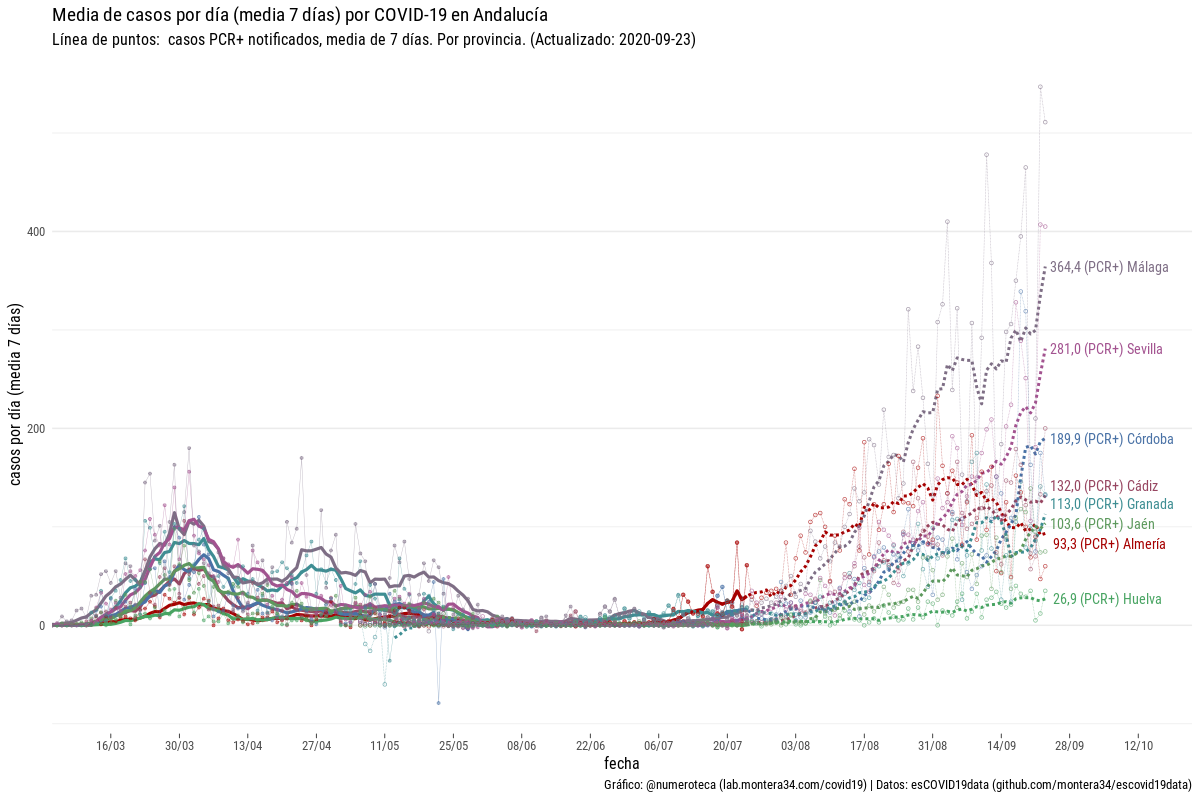 Media de casos por día (media 7 días) por COVID-19 en Andalucía
Línea de puntos:  casos PCR+ notificados, media de 7 días. Por provincia. (Actualizado: 2020-09-23)
casos por día (media 7 días)
400
200
0
364,4 (PCR+) Málaga
281,0 (PCR+) Sevilla
189,9 (PCR+) Córdoba
132,0 (PCR+) Cádiz
113,0 (PCR+) Granada
103,6 (PCR+) Jaén
93,3 (PCR+) Almería
26,9 (PCR+) Huelva
16/03 30/03 13/04 27/04 11/05 25/05 08/06 22/06 06/07 20/07 03/08 17/08 31/08 14/09 28/09 12/10
fecha
Gráfico: @numeroteca (lab.montera34.com/covid19) | Datos: esCOVID19data (github.com/montera34/escovid19data)